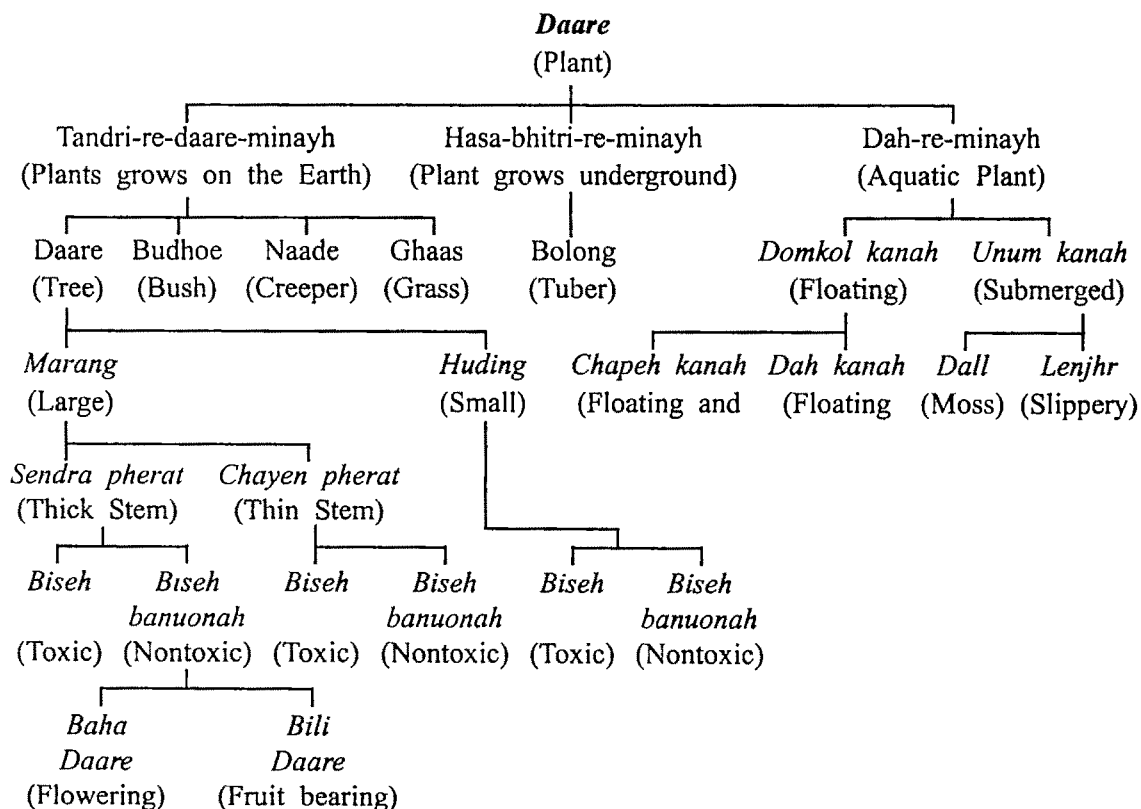 Daare
(Plant)
Tandri-re-daare-minayh Hasa-bhitri-re-minayh Dah-re-minayh
(Plants grows on the Earth) (Plant grows underground) (Aquatic Plant)
Daare Budhoe Naade Ghaas Bolong Domkol kanah Unum kanah
(Tree) (Bush) (Creeper) (Grass) (Tuber) (Floating) (Submerged)
Marang Huding Chapeh kanah Dah kanah Dall Lenjhr
(Large) (Small) (Floating and (Floating (Moss) (Slippery)
Sendra pherat Chayen pherat
(Thick Stem) (Thin Stem)
Biseh Bıseh Biseh Biseh Biseh Biseh
banuonah banuonah banuonah
(Toxic) (Nontoxic) (Toxic) (Nontoxic) (Toxic) (Nontoxic)
Baha Bili
Daare Daare
(Flowering) (Fruit bearing)